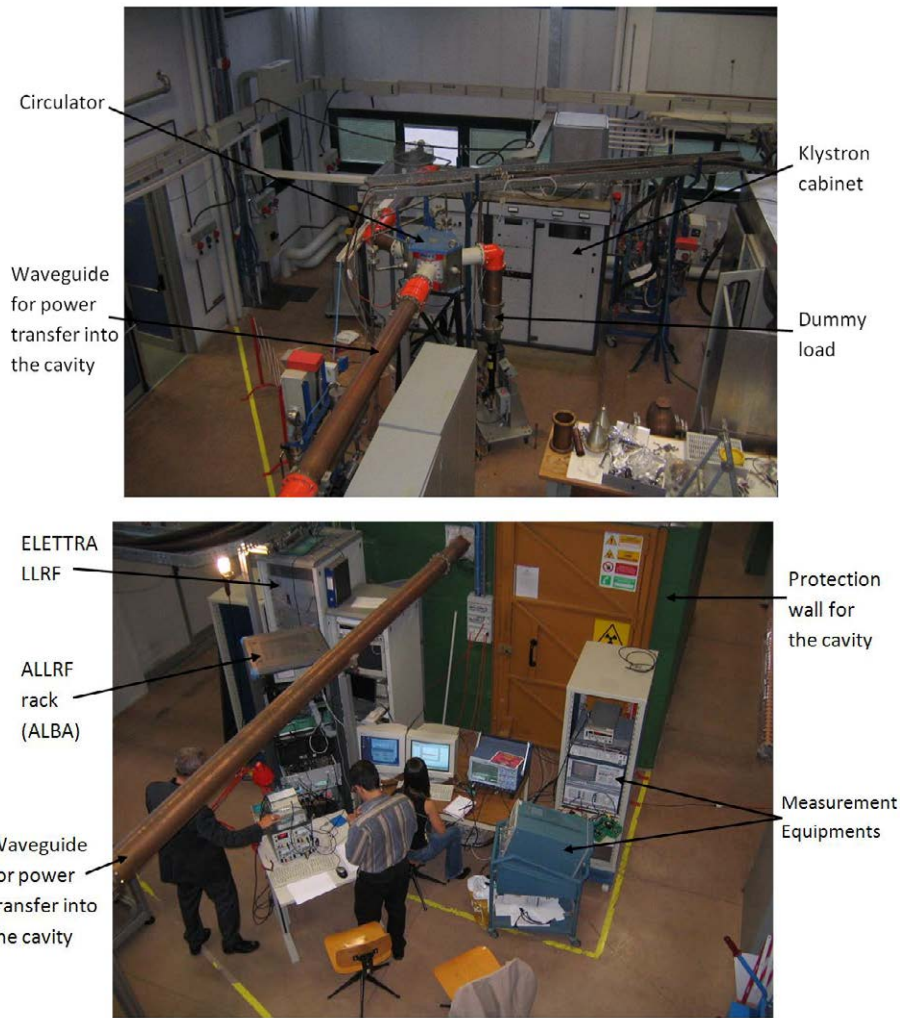 Circulator
Klystron
cabinet
Waveguide
for power
transfer into
the cavity
Dummy
load
ELETTRA
LLRF
Protection
wall for
the cavity
ALLRF
rack
(ALBA)
Measurement
Equipments
Waveguide
or power
ransfer into
he cavity